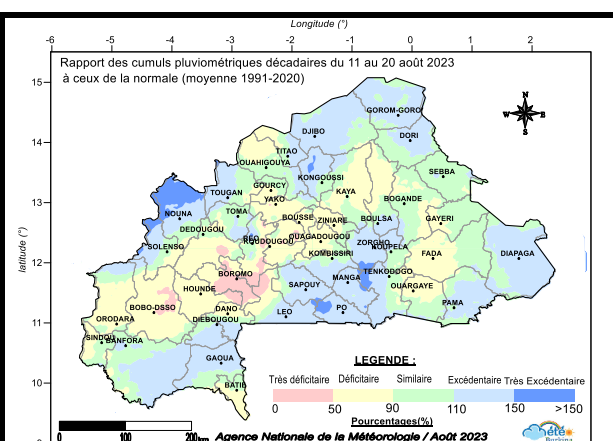 Longitude (°)
-6 -5 -4 -3 -2 -1 0 1 2
Rapport des cumuls pluviométriques décadaires du 11 au 20 août 2023
à ceux de la normale (moyenne 1991-2020)
15
14
13
12
11
10
latitude (°)
N
W E
S
GOROM-GORO
DJIBO
DORI
TITAO
OUAHIGOUYA
SEBBA
KONGOUSSI
GOURCY
TOUGAN
KAYA
YAKO
BOGANDE
NOUNA
TOMA
BOUSSE
ZINIARE
BOULSA
GAYERI
DEDOUGOU
OUAGADOUGOU
KOUDOUGOU
ZORGHO
KOUPELA
SOLENSO
KOMBISSIRI
FADA
DIAPAGA
BOROMO
TENKODOGO
MANGA
HOUNDE
SAPOUY
OUARGAYE
BOBO-DSSO
DANO
LEO
PO
PAMA
ORODARA
DIEBOUGOU
SINDOU
BANFORA
GAOUA
BATIE
LEGENDE :
Très déficitaire Déficitaire Similaire Excédentaire Très Excédentaire
0 50 90 110 150 >150
Pourcentages(%)
0 100 200 km
Agence Nationale de la Météorologie / Août 2023
météo
Burkina